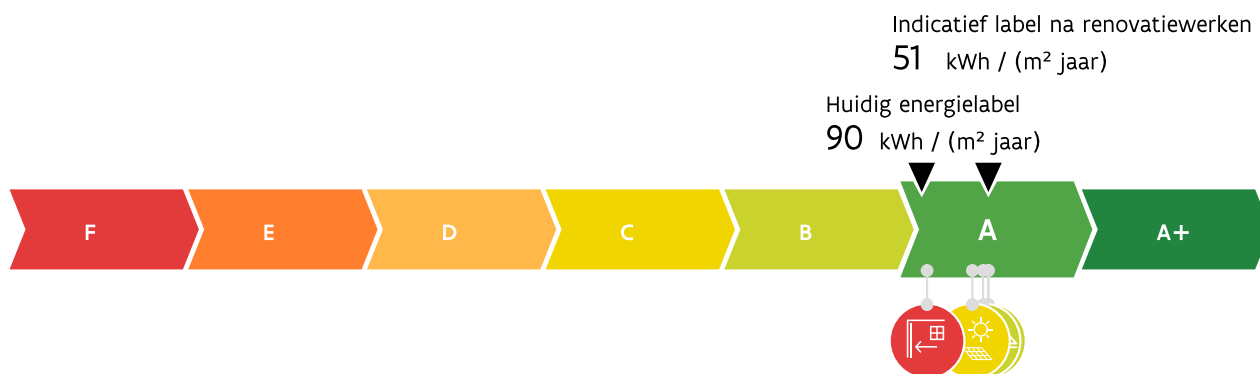 Indicatief label na renovatiewerken
51 kWh / (m² jaar)
Huidig energielabel
90 kWh / (m² jaar)
F E D C B A A+